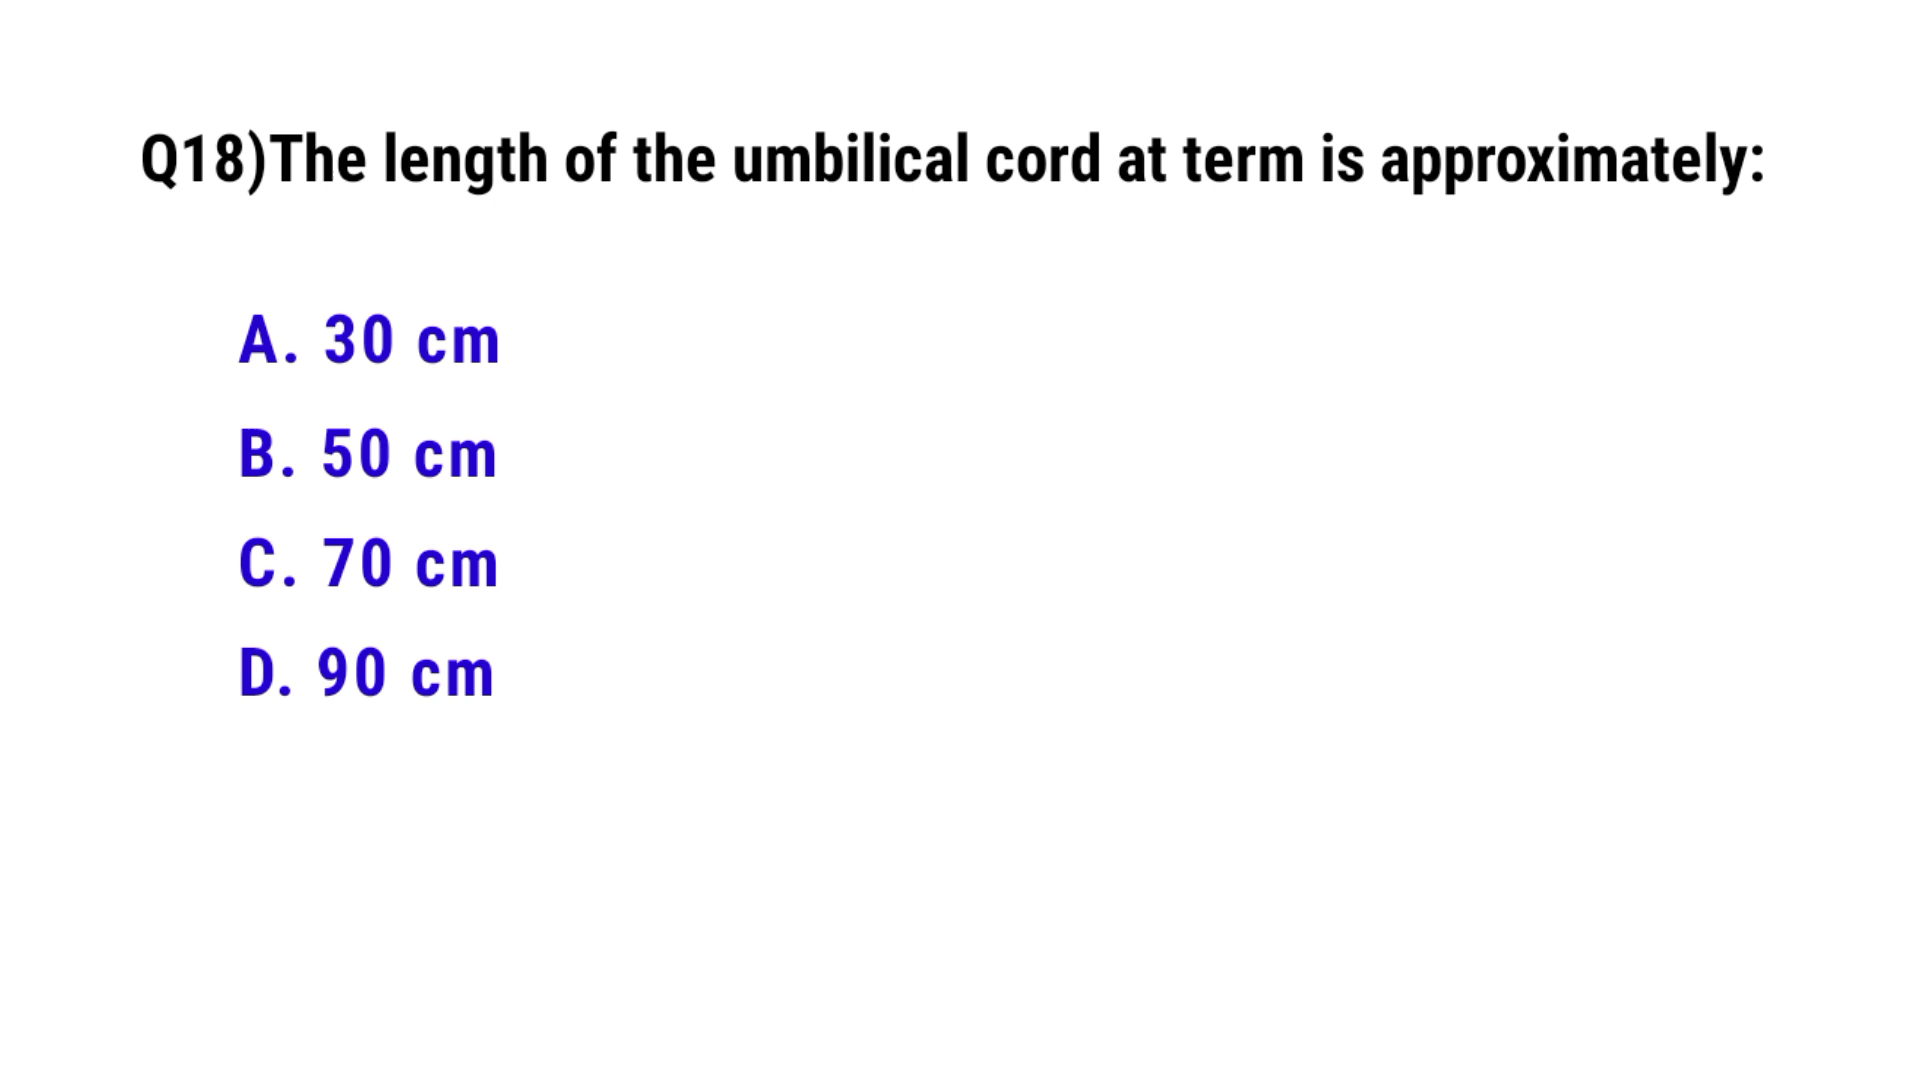 Q18)The length of the umbilical cord at term is approximately:
A. 30 cm
B. 50 cm
C. 70 cm
D. 90 cm